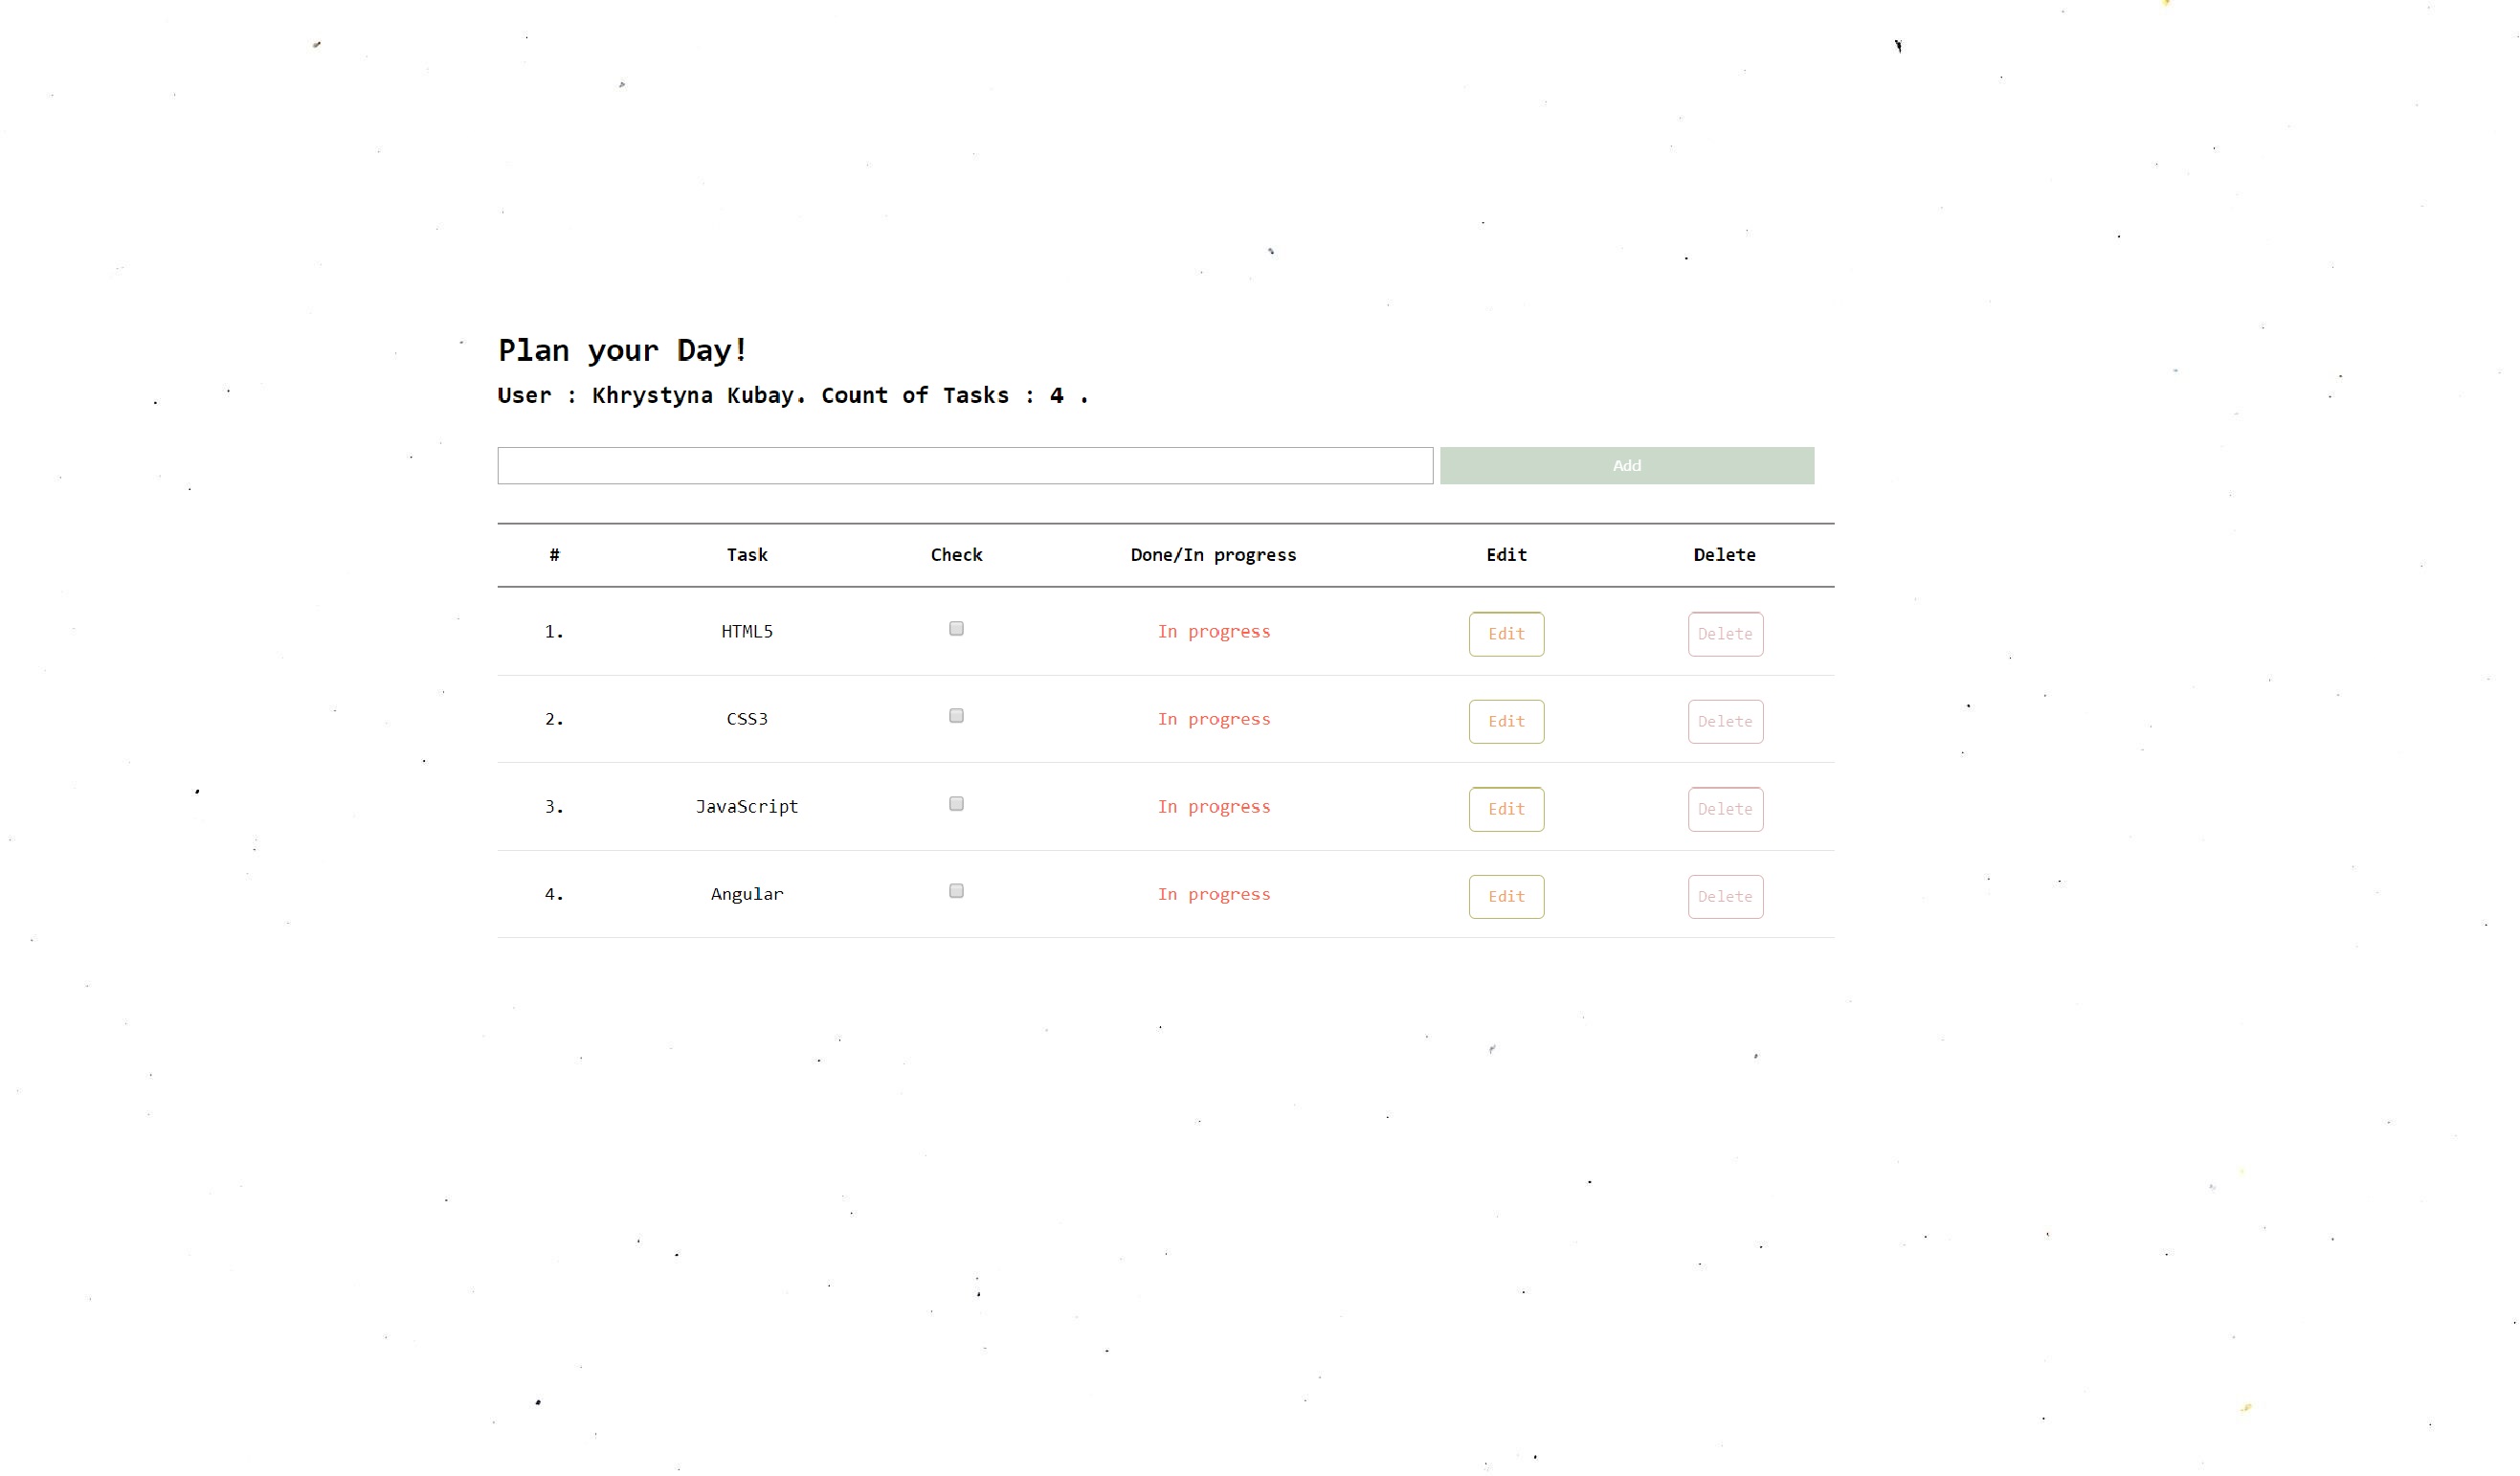 Plan your Day!
User : Khrystyna Kubay. Count of Tasks : 4 .
Add
# Task Check Done/In progress Edit Delete
1. HTML5 In progress Edit Delete
2. CSS3 In progress Edit Delete
3. JavaScript In progress Edit Delete
4. Angular In progress Edit Delete